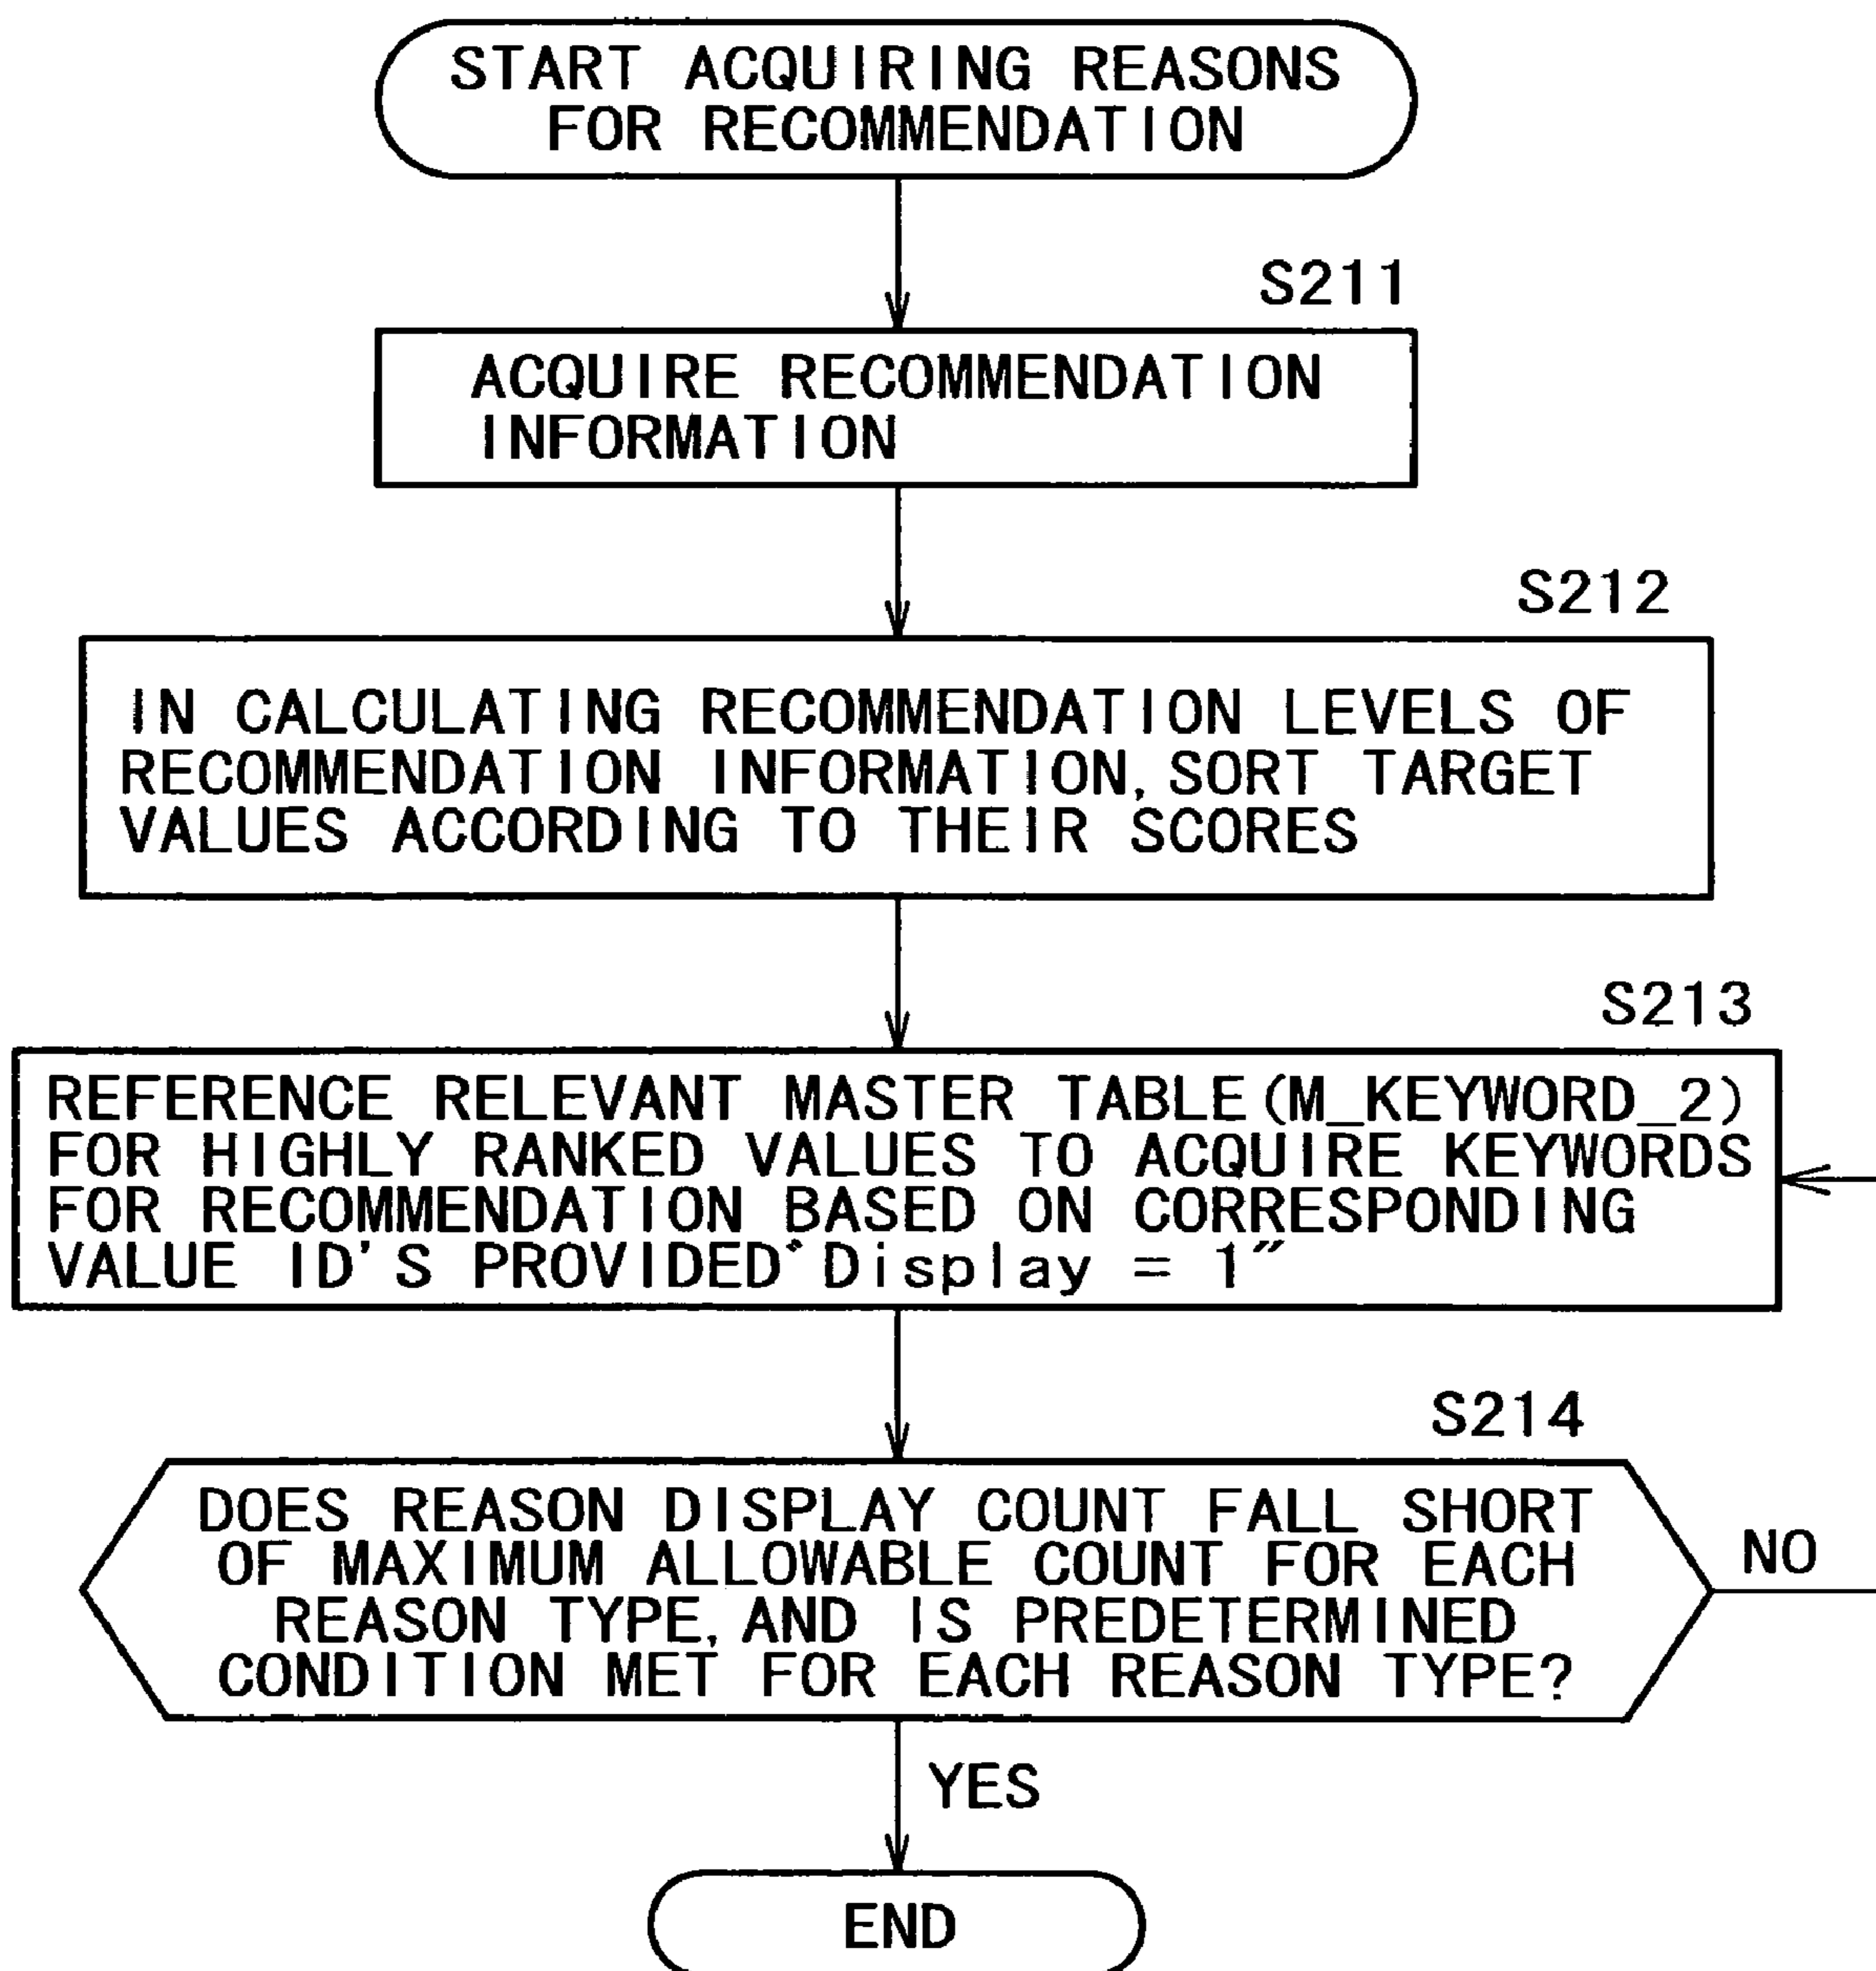 START ACQUIRING REASONS
FOR RECOMMENDATION
S211
ACQUIRE RECOMMENDATION
INFORMATION
S212
IN CALCULATING RECOMMENDATION LEVELS OF
RECOMMENDATION INFORMATION, SORT TARGET
VALUES ACCORDING TO THEIR SCORES
S213
REFERENCE RELEVANT MASTER TABLE (M_KEYWORD_2)
FOR HIGHLY RANKED VALUES TO ACQUIRE KEYWORDS
FOR RECOMMENDATION BASED ON CORRESPONDING
VALUE ID'S PROVIDED "Display = 1"
S214
DOES REASON DISPLAY COUNT FALL SHORT
OF MAXIMUM ALLOWABLE COUNT FOR EACH
REASON TYPE, AND IS PREDETERMINED
CONDITION MET FOR EACH REASON TYPE?
NO
YES
END